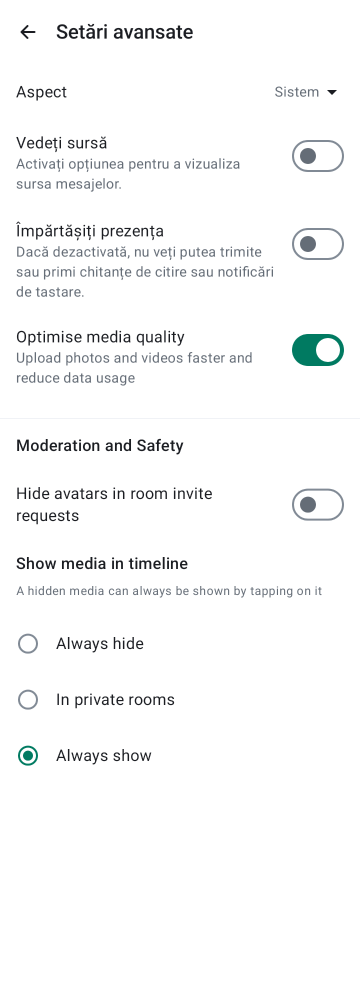 Setări avansate
Aspect
Sistem
Vedeți sursă
Activați opțiunea pentru a vizualiza
sursa mesajelor.
Împărtășiți prezența
Dacă dezactivată, nu veți putea trimite
sau primi chitanțe de citire sau notificări
de tastare.
Optimise media quality
Upload photos and videos faster and
reduce data usage
Moderation and Safety
Hide avatars in room invite
requests
Show media in timeline
A hidden media can always be shown by tapping on it
Always hide
In private rooms
Always show